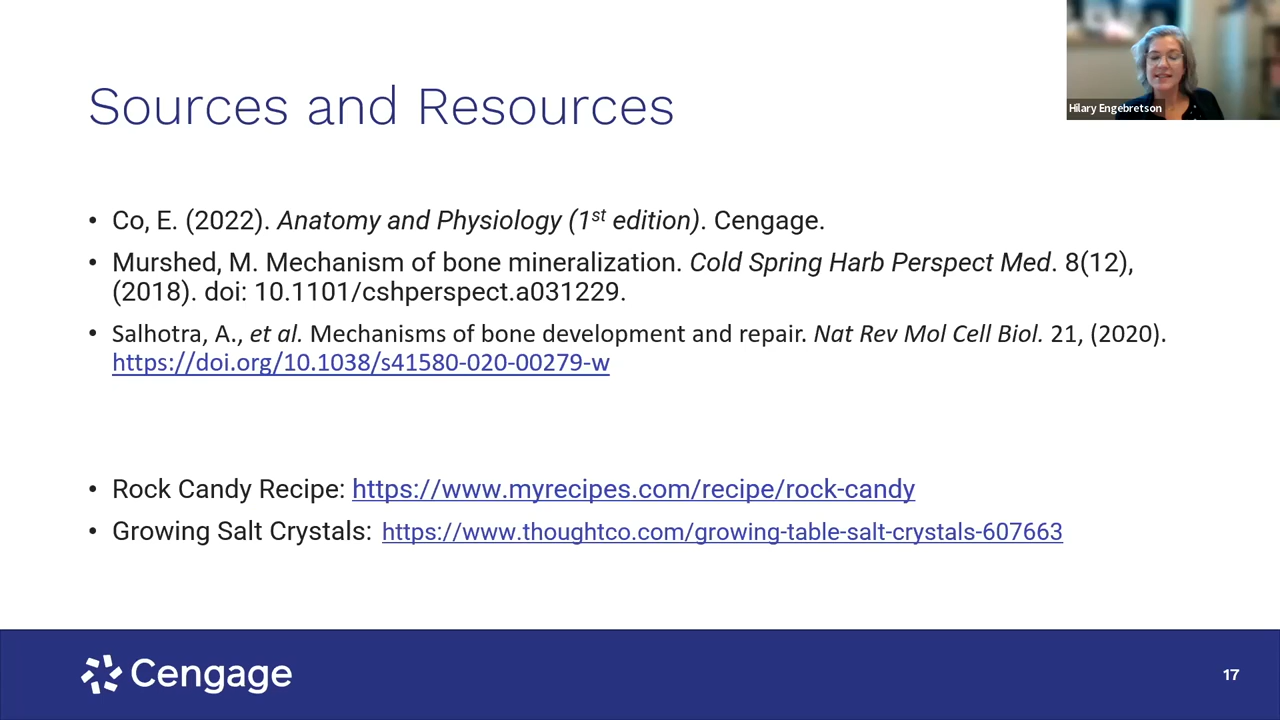 Hilary Engebretson
Sources and Resources
• Co, E. (2022). Anatomy and Physiology (1st edition). Cengage.
• Murshed, M. Mechanism of bone mineralization. Cold Spring Harb Perspect Med. 8(12),
(2018). doi: 10.1101/cshperspect.a031229.
• Salhotra, A., et al. Mechanisms of bone development and repair. Nat Rev Mol Cell Biol. 21, (2020).
https://doi.org/10.1038/s41580-020-00279-w
• Rock Candy Recipe: https://www.myrecipes.com/recipe/rock-candy
• Growing Salt Crystals: https://www.thoughtco.com/growing-table-salt-crystals-607663
Cengage
17